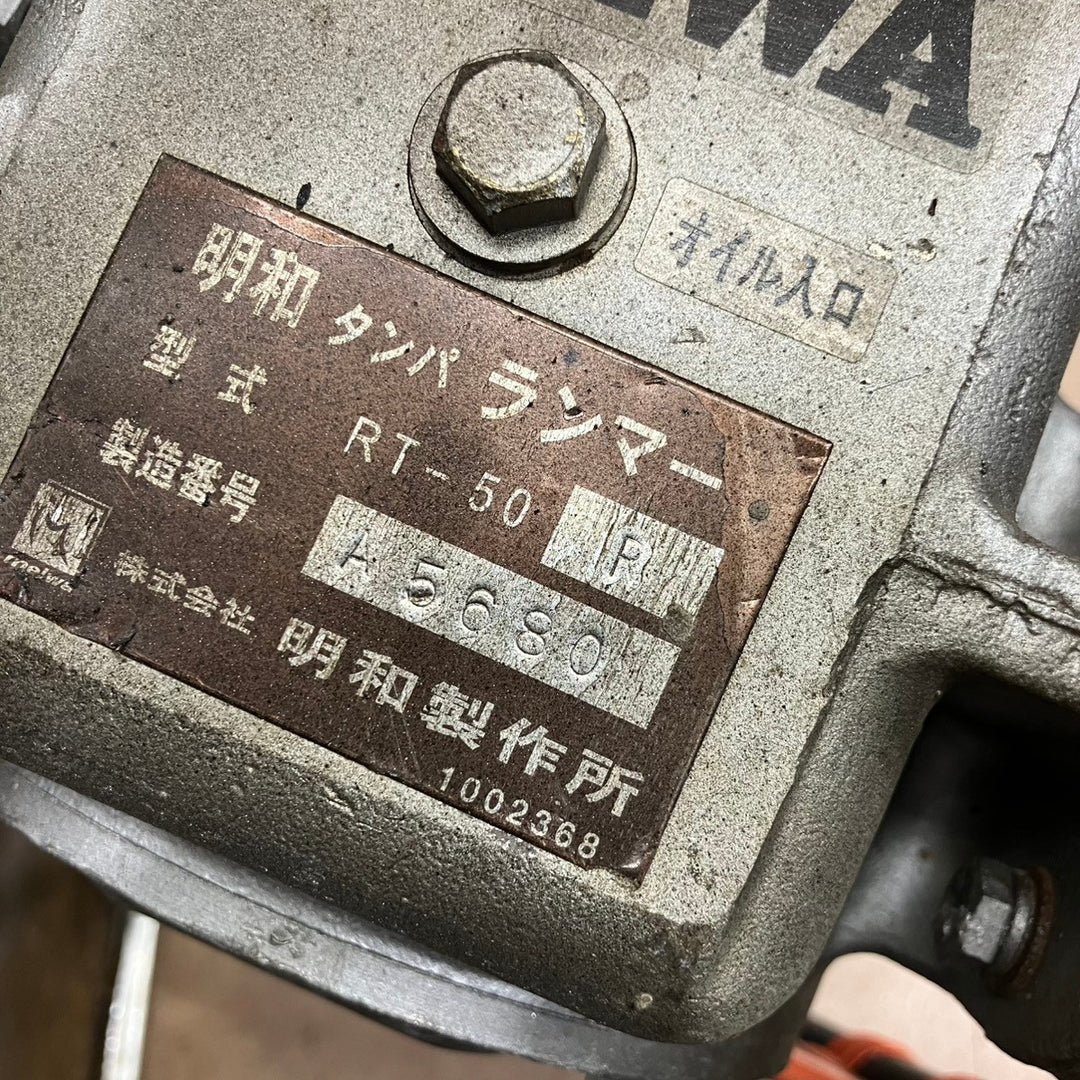 WA
オイル入口
明和 タンパ ランマー
型式 RT-50 R
製造番号 A5680
meiwa
株式会社 明和製作所
1002368